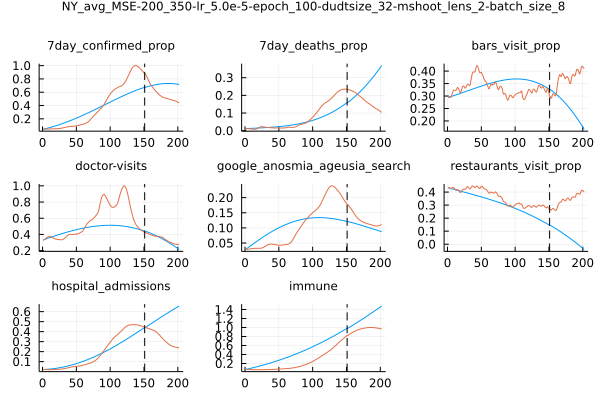 NY_avg_MSE-200_350-lr_5.0e-5-epoch_100-dudtsize_32-mshoot_lens_2-batch_size_8
7day_confirmed_prop 7day_deaths_prop bars_visit_prop
1.0 0.8 0.6 0.4 0.2
0.3 0.2 0.1 0.0
0.40 0.35 0.30 0.25 0.20
0 50 100 150 200 0 50 100 150 200 0 50 100 150 200
doctor-visits google_anosmia_ageusia_search restaurants_visit_prop
1.0 0.8 0.6 0.4 0.2
0.20 0.15 0.10 0.05
0.4 0.3 0.2 0.1 0.0
0 50 100 150 200 0 50 100 150 200 0 50 100 150 200
hospital_admissions immune
0.6 0.5 0.4 0.3 0.2 0.1
1.4 1.2 1.0 0.8 0.6 0.4 0.2
0 50 100 150 200 0 50 100 150 200